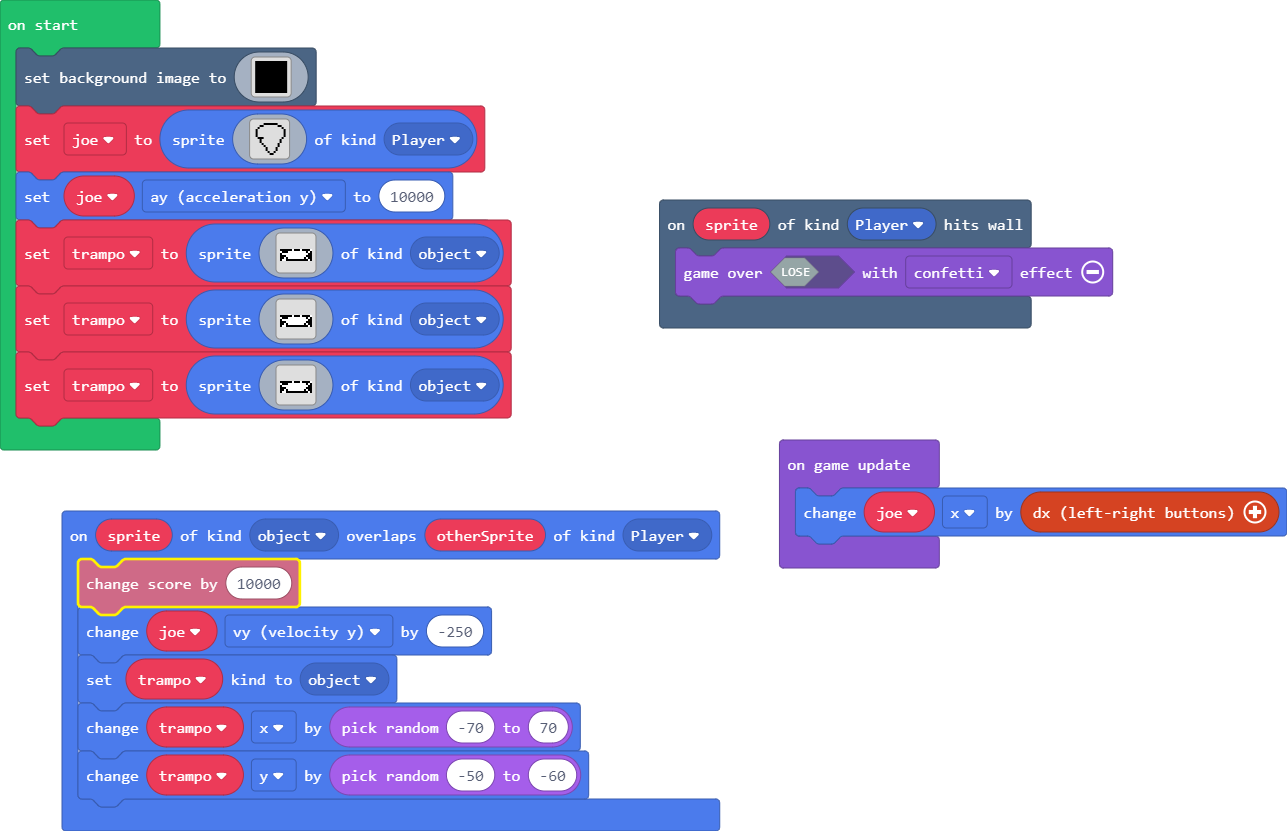 on start
set background image to
set joe to sprite of kind Player
set joe ay (acceleration y) to 10000
set trampo to sprite of kind object
set trampo to sprite of kind object
set trampo to sprite of kind object
on sprite of kind Player hits wall
game over LOSE with confetti effect
on game update
change joe x by dx (left-right buttons)
on sprite of kind object overlaps otherSprite of kind Player
change score by 10000
change joe vy (velocity y) by -250
set trampo kind to object
change trampo x by pick random -70 to 70
change trampo y by pick random -50 to -60